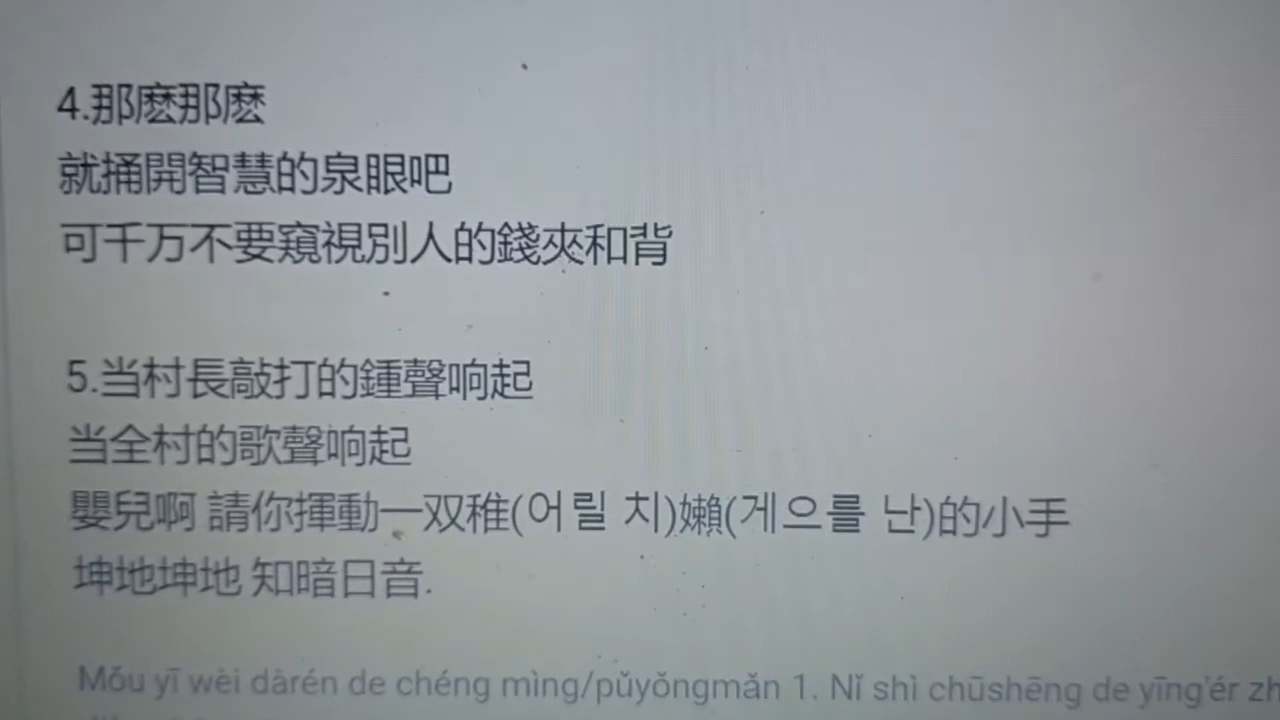 4.那麽那麽
就捅開智慧的泉眼吧
可千万不要窺視別人的錢夾和背
5.当村長敲打的鍾聲响起
当全村的歌聲响起
嬰兒啊 請你揮動一双稚(어릴 치)嬾(게으를 난)的小手
坤地坤地 知暗日音.
Mǒu yī wèi dàrén de chéng mìng/pǔyǒngmǎn 1. Nǐ shì chūshēng de yīng'ér